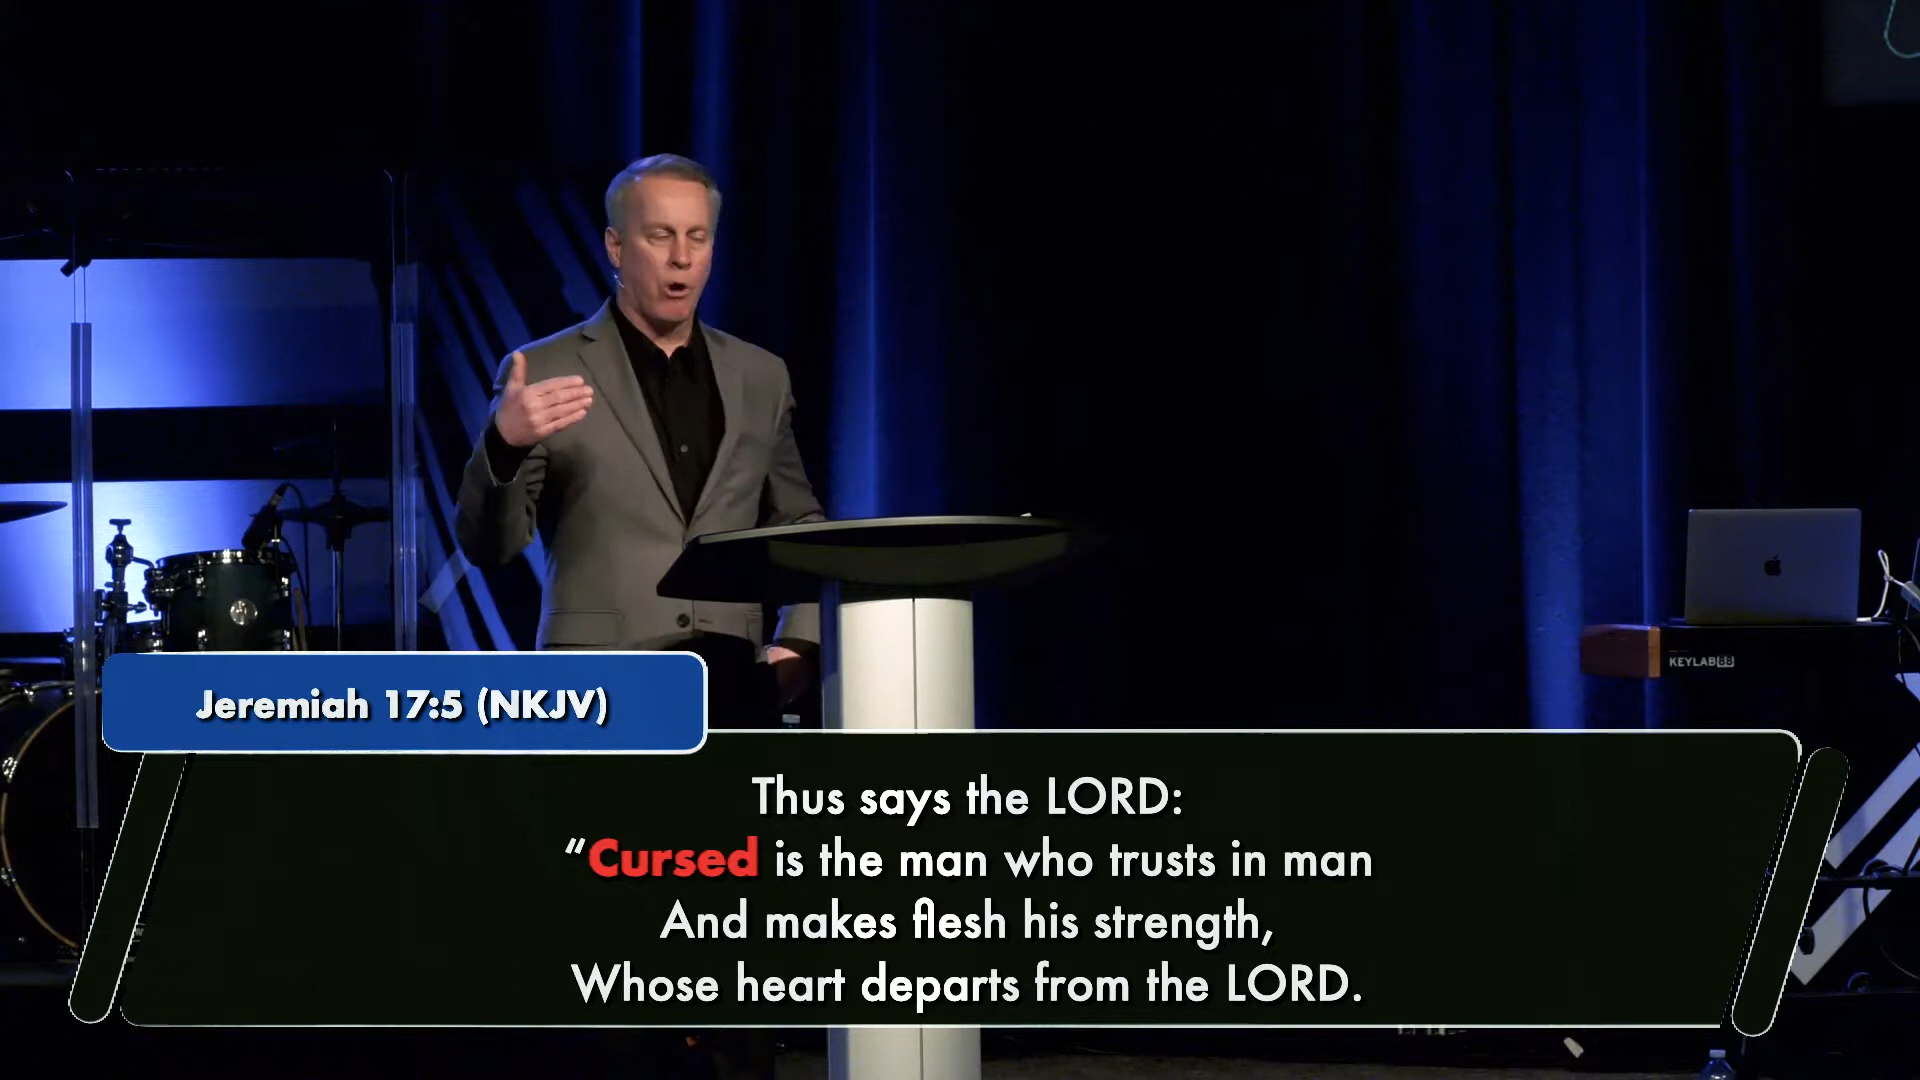 KEYLAB88
Jeremiah 17:5 (NKJV)
Thus says the LORD:
“Cursed is the man who trusts in man
And makes flesh his strength,
Whose heart departs from the LORD.